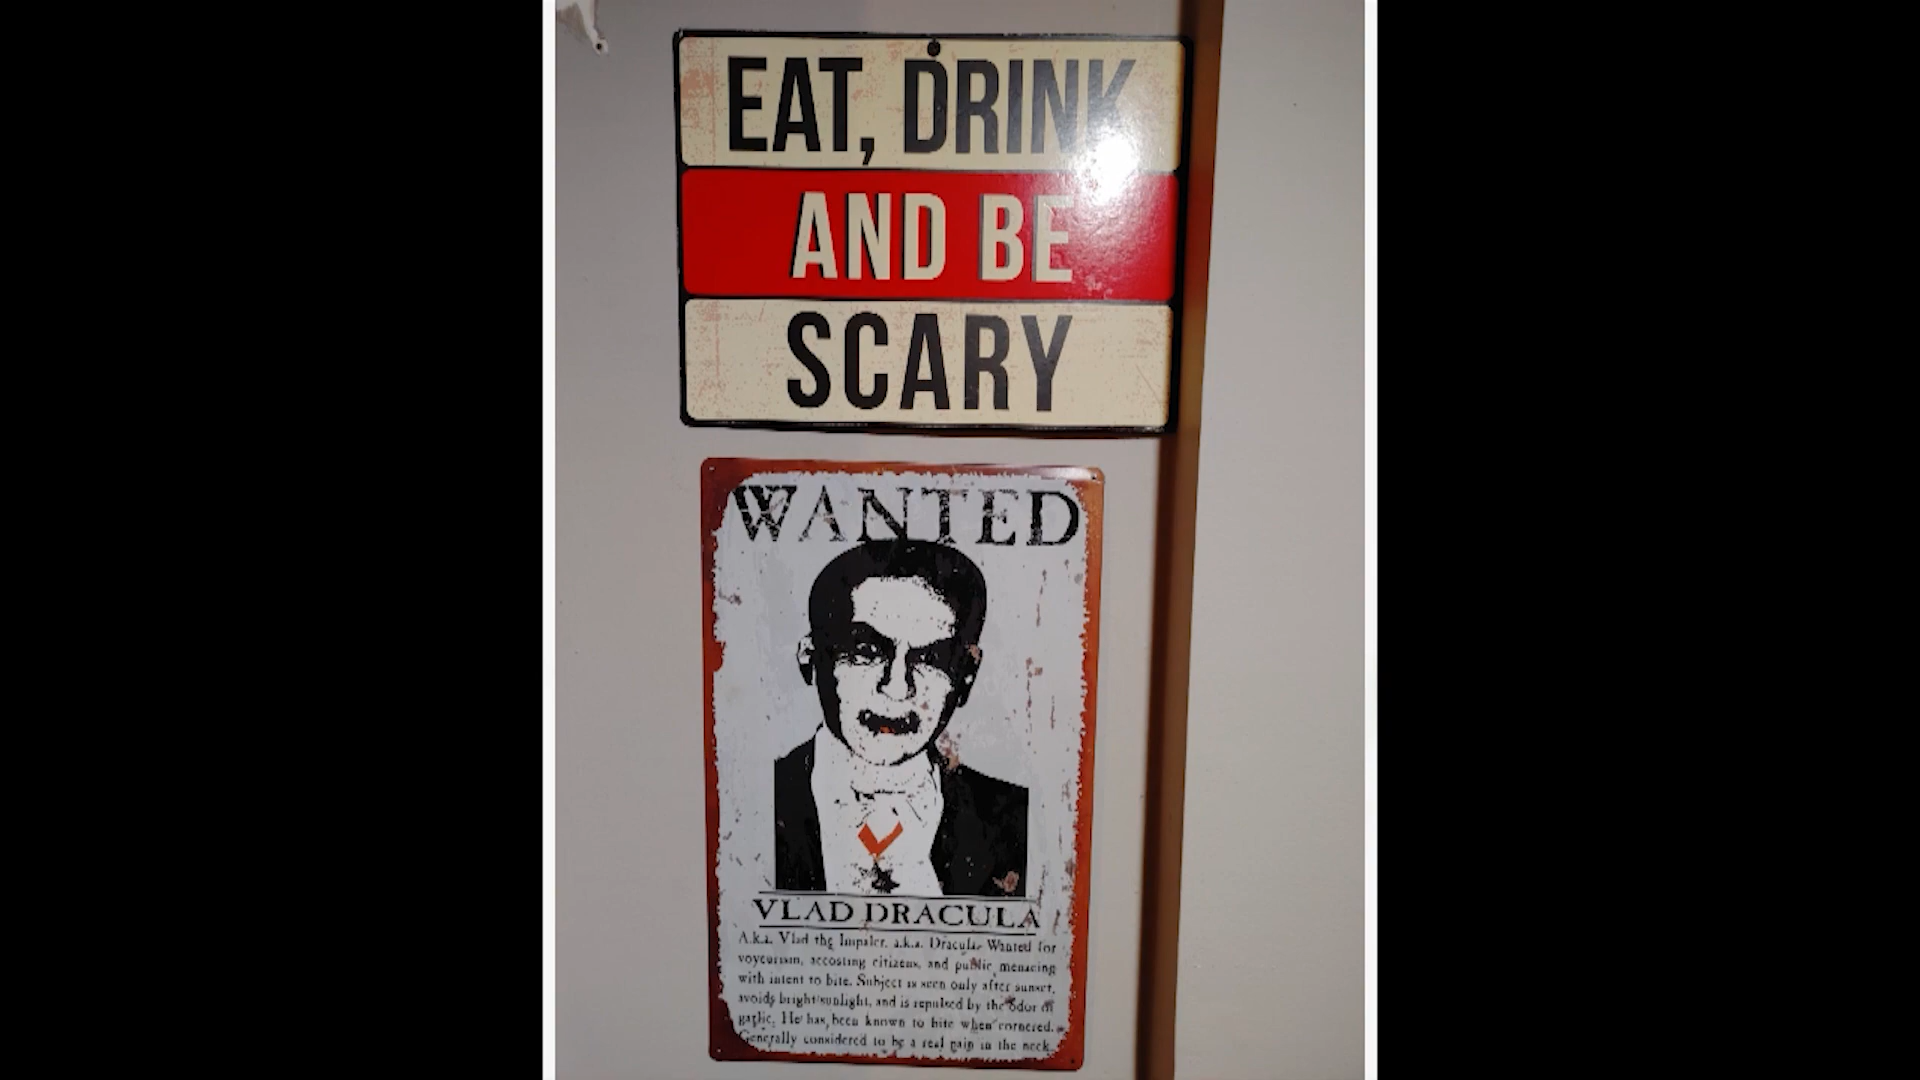 EAT, DRINK
AND BE
SCARY
WANTED
VLAD DRACULA
A.k.a. Vlad the Impaler, a.k.a. Dracula. Wanted for
voyeurism, accosting citizens, and public menacing
with intent to bite. Subject is seen only after sunset,
avoids bright sunlight, and is repulsed by the odor of
garlic. He has been known to bite when cornered.
Generally considered to be a real pain in the neck.